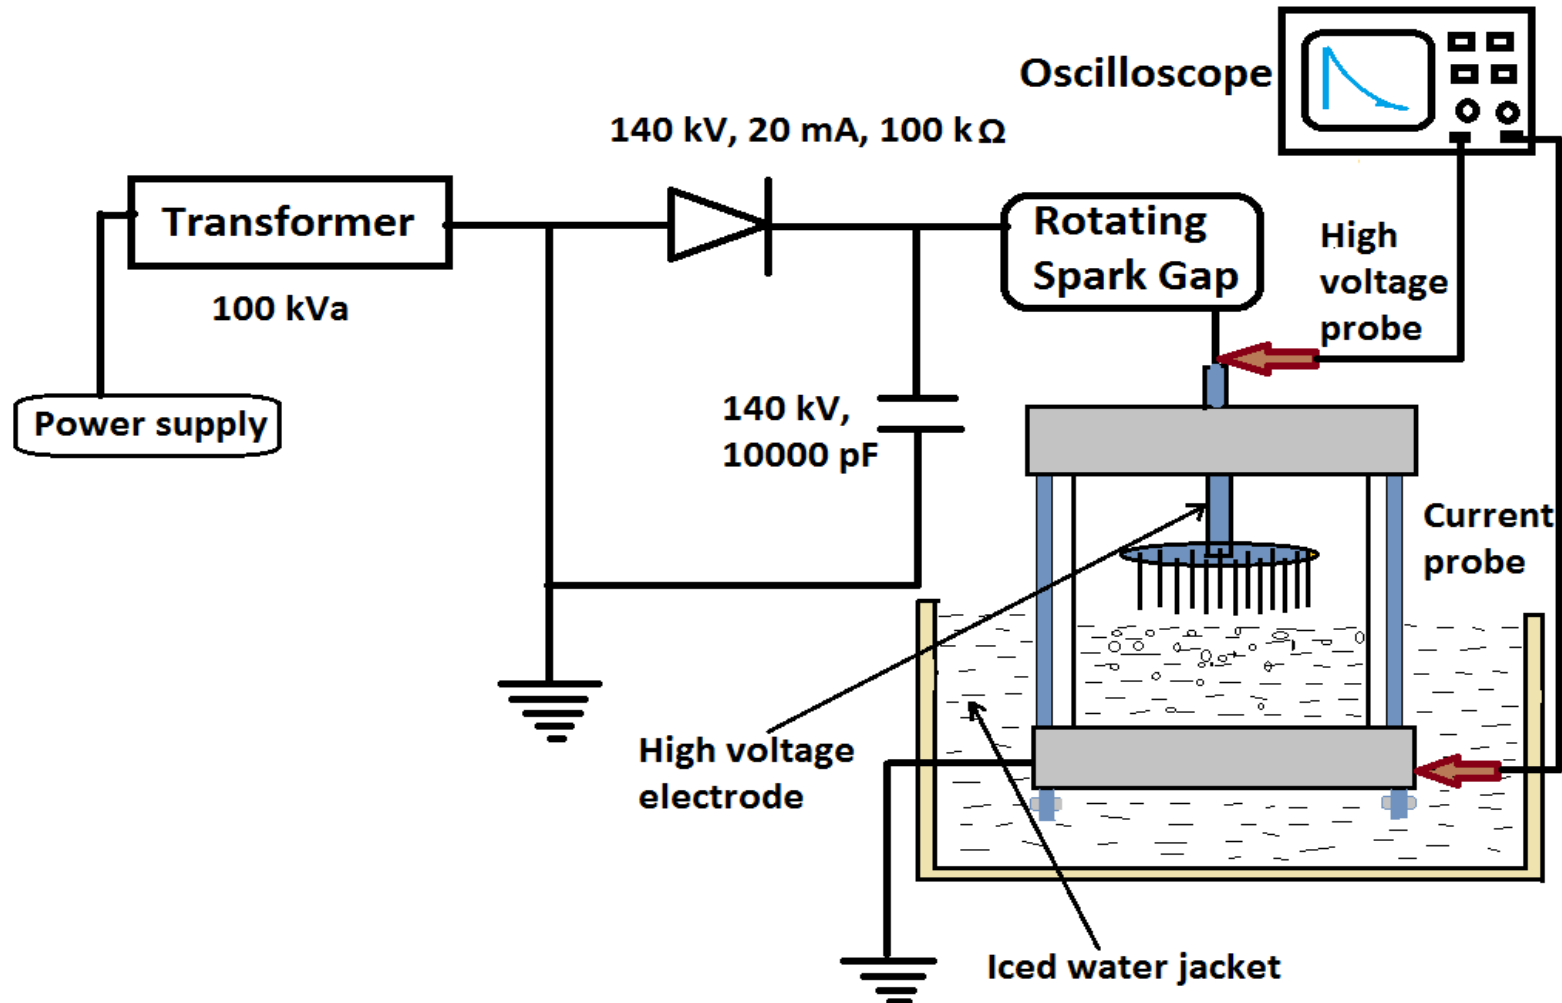 Oscilloscope
140 kV, 20 mA, 100 k Ω
Transformer
100 kVa
Power supply
Rotating
Spark Gap
High
voltage
probe
140 kV,
10000 pF
Current
probe
High voltage
electrode
Iced water jacket